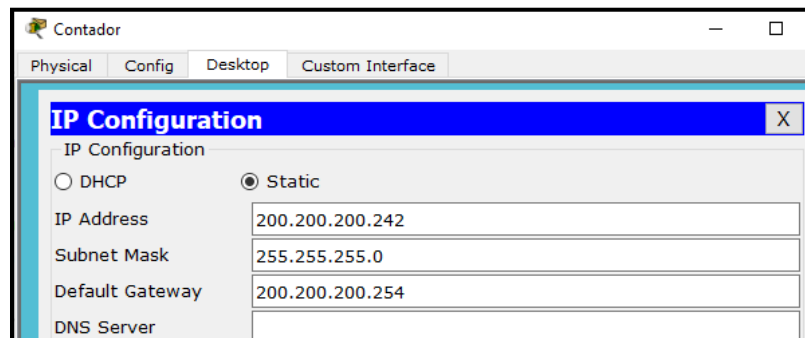 Contador
Physical Config Desktop Custom Interface
IP Configuration X
IP Configuration
DHCP Static
IP Address 200.200.200.242
Subnet Mask 255.255.255.0
Default Gateway 200.200.200.254
DNS Server